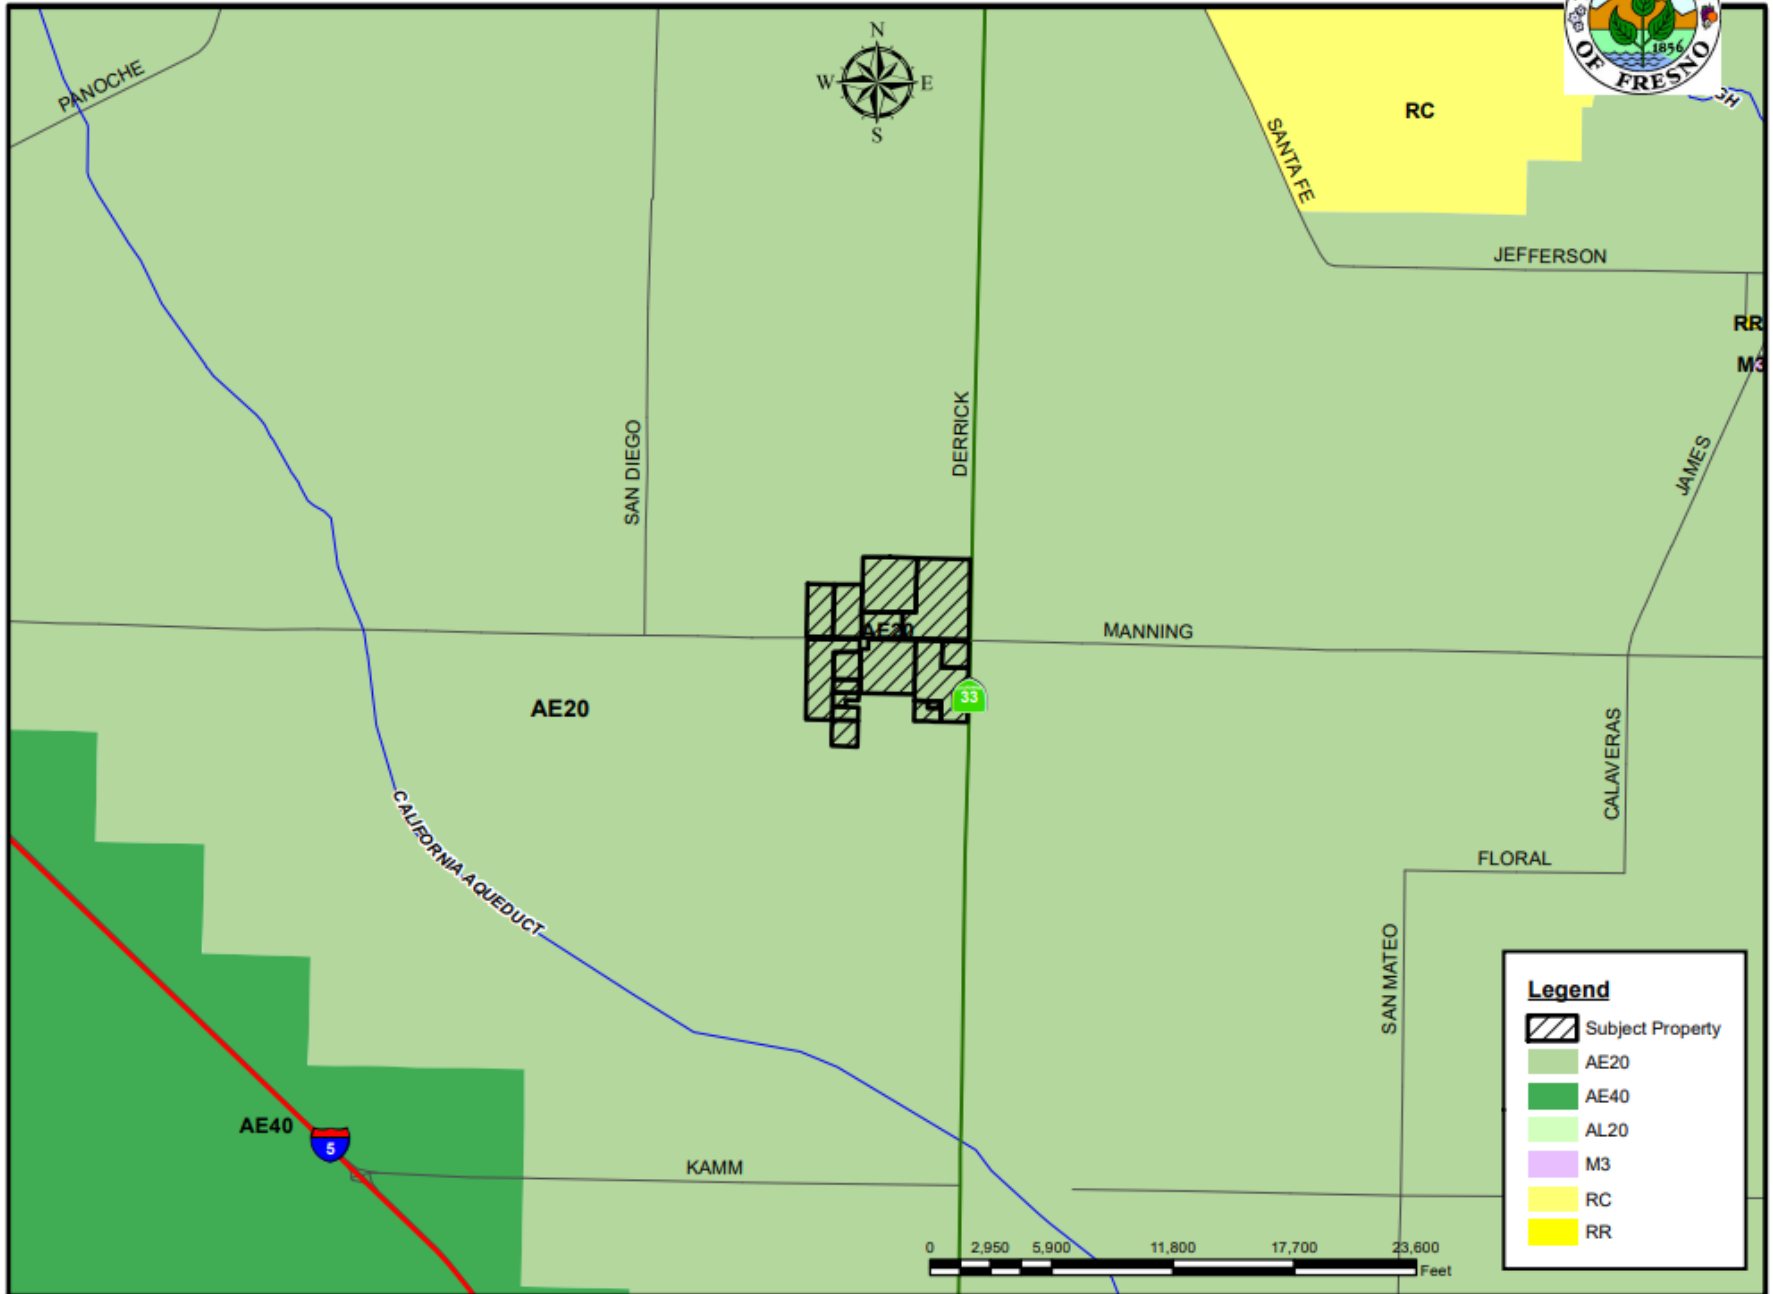 PANOCHE
N
W E
S
1856
OF FRESNO
GH
RC
SANTA FE
JEFFERSON
RR
M3
JAMES
SAN DIEGO
DERRICK
AE20
MANNING
33
AE20
CALAVERAS
CALIFORNIA AQUEDUCT
FLORAL
SAN MATEO
AE40
5
KAMM
Legend
Subject Property
AE20
AE40
AL20
M3
RC
RR
0 2,950 5,900 11,800 17,700 23,600
Feet